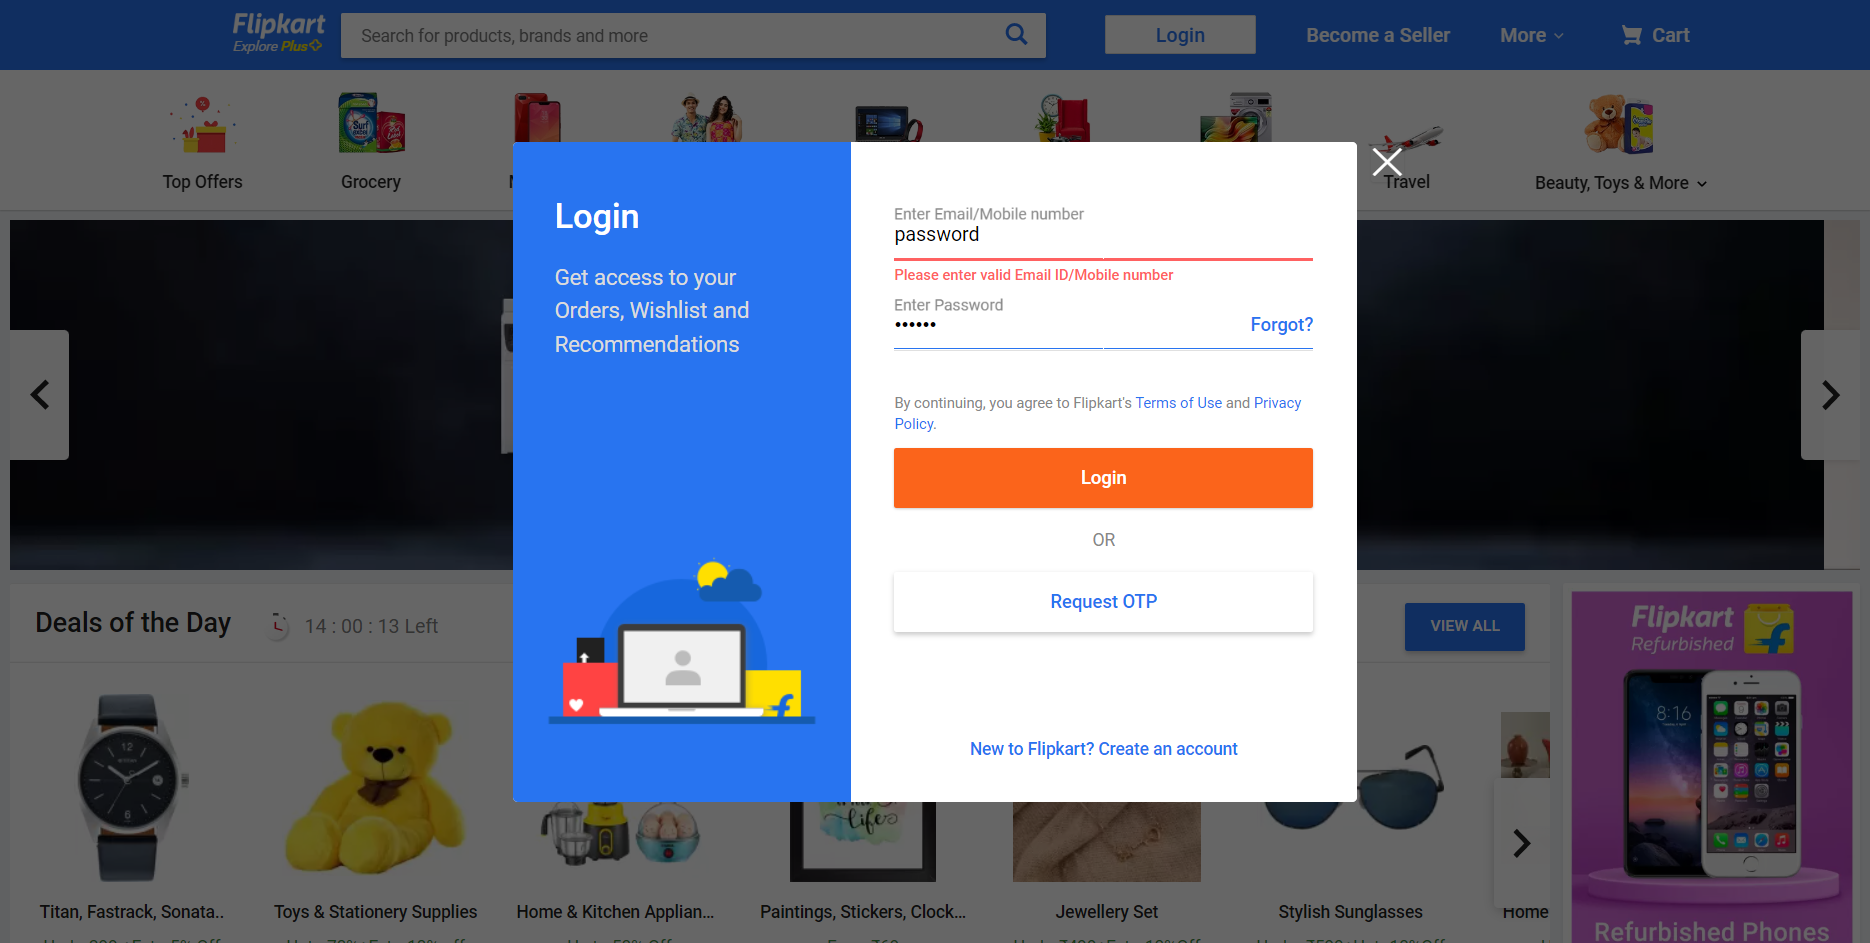 Flipkart
Explore Plus
Search for products, brands and more
Login
Become a Seller
More
Cart
Surf excel
Top Offers
Grocery
Travel
Beauty, Toys & More
Login
Get access to your
Orders, Wishlist and
Recommendations
Enter Email/Mobile number
password
Please enter valid Email ID/Mobile number
Enter Password
••••••
Forgot?
By continuing, you agree to Flipkart's Terms of Use and Privacy
Policy.
Login
OR
Request OTP
New to Flipkart? Create an account
Deals of the Day
14 : 00 : 13 Left
VIEW ALL
Flipkart
Refurbished
8:16
12
6
life
Titan, Fastrack, Sonata..
Toys & Stationery Supplies
Home & Kitchen Applian...
Paintings, Stickers, Clock...
Jewellery Set
Stylish Sunglasses
Home
Refurbished Phones